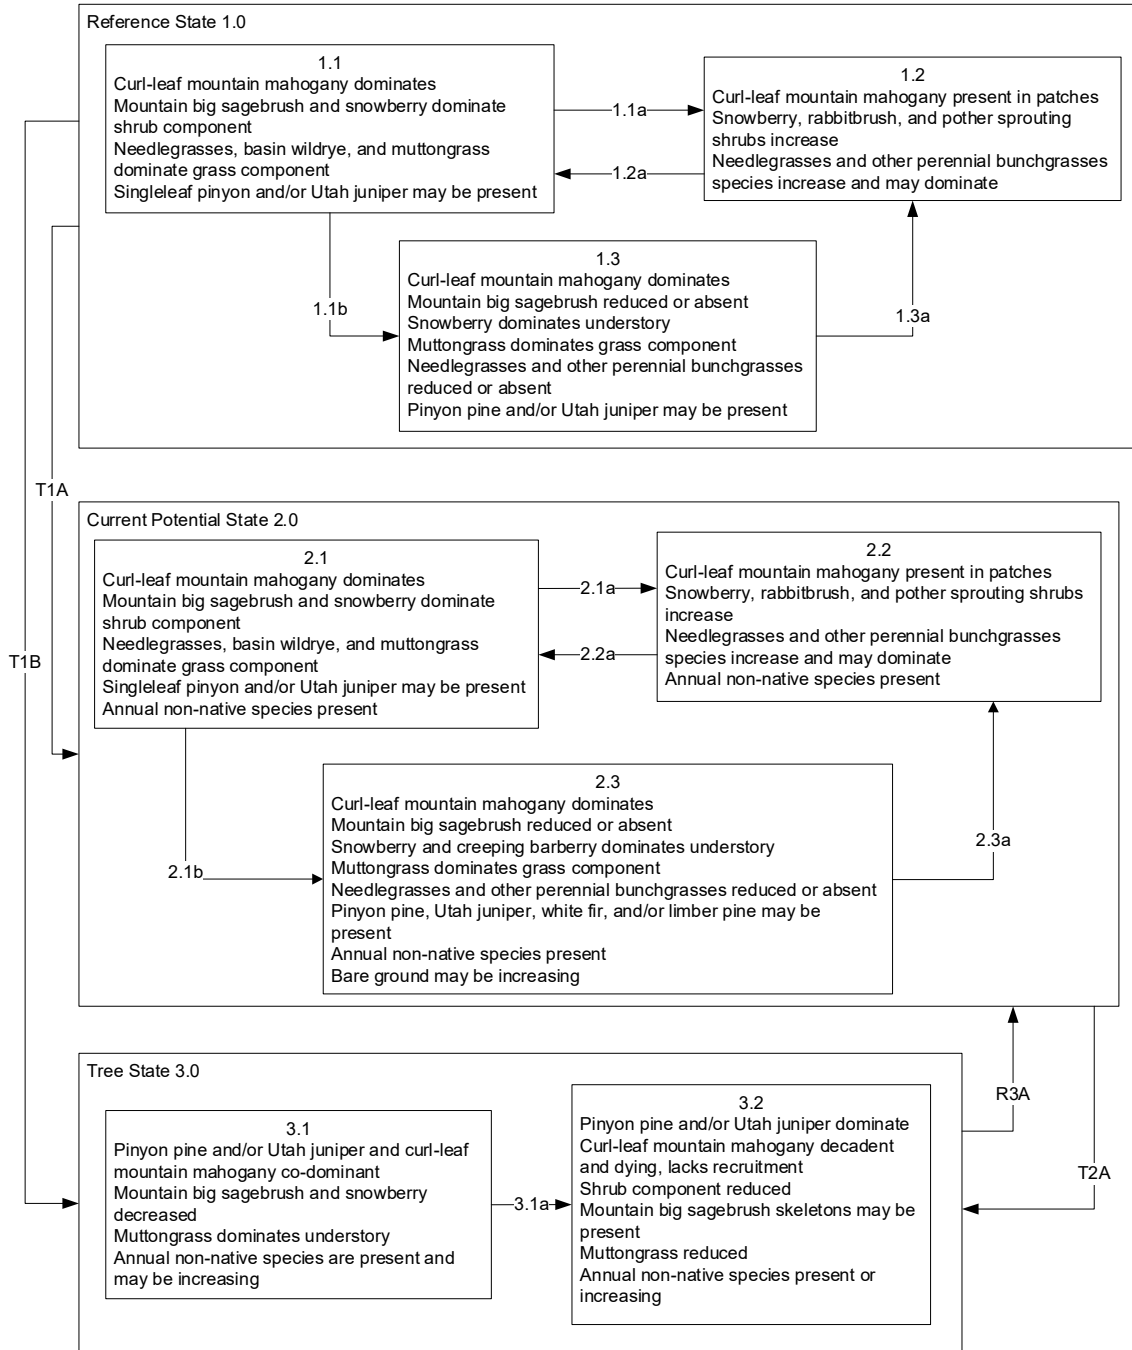 Reference State 1.0
1.1
Curl-leaf mountain mahogany dominates
Mountain big sagebrush and snowberry dominate
shrub component
Needlegrasses, basin wildrye, and muttongrass
dominate grass component
Singleleaf pinyon and/or Utah juniper may be present
1.1a
1.2a
1.2
Curl-leaf mountain mahogany present in patches
Snowberry, rabbitbrush, and pother sprouting
shrubs increase
Needlegrasses and other perennial bunchgrasses
species increase and may dominate
1.1b
1.3
Curl-leaf mountain mahogany dominates
Mountain big sagebrush reduced or absent
Snowberry dominates understory
Muttongrass dominates grass component
Needlegrasses and other perennial bunchgrasses
reduced or absent
Pinyon pine and/or Utah juniper may be present
1.3a
T1A
T1B
Current Potential State 2.0
2.1
Curl-leaf mountain mahogany dominates
Mountain big sagebrush and snowberry dominate
shrub component
Needlegrasses, basin wildrye, and muttongrass
dominate grass component
Singleleaf pinyon and/or Utah juniper may be present
Annual non-native species present
2.1a
2.2a
2.2
Curl-leaf mountain mahogany present in patches
Snowberry, rabbitbrush, and pother sprouting shrubs
increase
Needlegrasses and other perennial bunchgrasses
species increase and may dominate
Annual non-native species present
2.1b
2.3
Curl-leaf mountain mahogany dominates
Mountain big sagebrush reduced or absent
Snowberry and creeping barberry dominates understory
Muttongrass dominates grass component
Needlegrasses and other perennial bunchgrasses reduced or absent
Pinyon pine, Utah juniper, white fir, and/or limber pine may be
present
Annual non-native species present
Bare ground may be increasing
2.3a
Tree State 3.0
3.1
Pinyon pine and/or Utah juniper and curl-leaf
mountain mahogany co-dominant
Mountain big sagebrush and snowberry
decreased
Muttongrass dominates understory
Annual non-native species are present and
may be increasing
3.1a
3.2
Pinyon pine and/or Utah juniper dominate
Curl-leaf mountain mahogany decadent
and dying, lacks recruitment
Shrub component reduced
Mountain big sagebrush skeletons may be
present
Muttongrass reduced
Annual non-native species present or
increasing
R3A
T2A